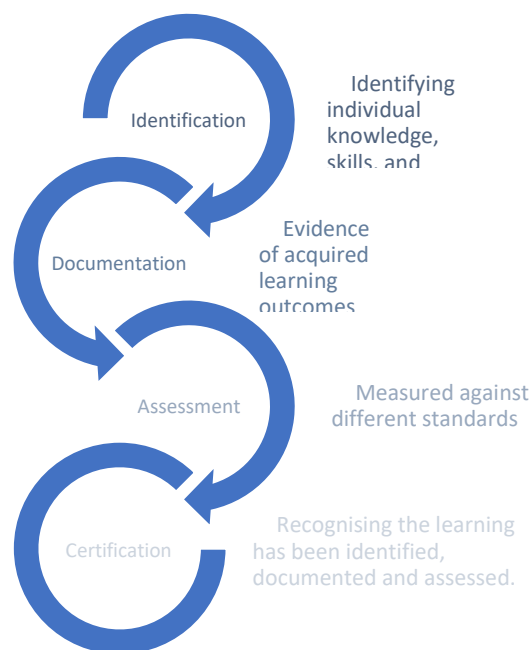 Identification
Identifying
individual
knowledge,
skills, and
Documentation
Evidence
of acquired
learning
outcomes
Assessment
Measured against
different standards
Certification
Recognising the learning
has been identified,
documented and assessed.